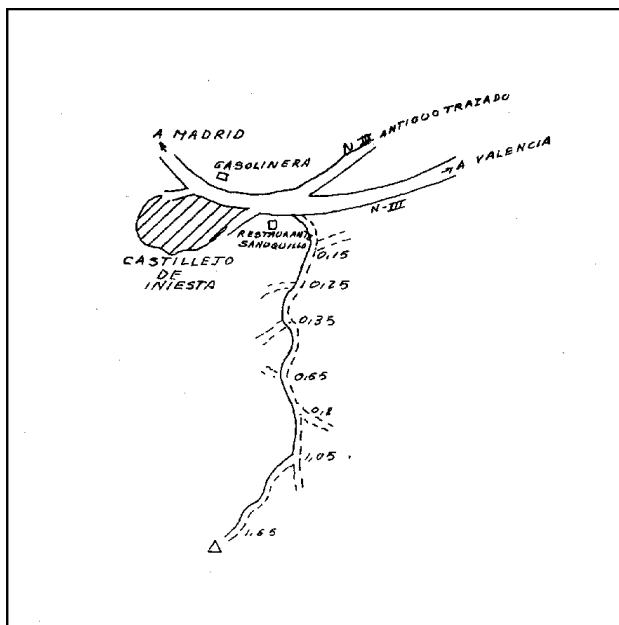 A MADRID
GASOLINERA
N III ANTIGUO TRAZADO
A VALENCIA
N-III
RESTAURANTE
SANDQUILLO
CASTILLEJO
DE
INIESTA
0,15
0,25
0,35
0,65
0,8
1,05
1,65